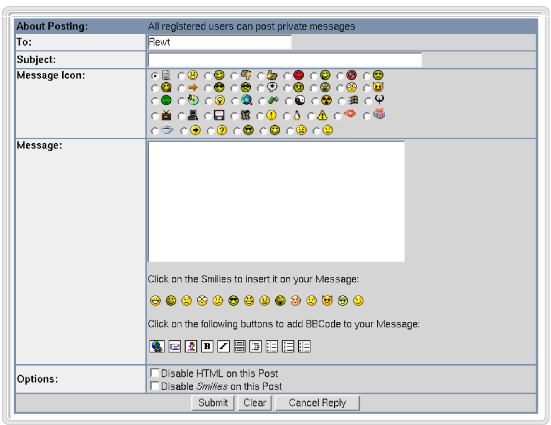 About Posting: All registered users can post private messages
To: Rewt
Subject:
Message Icon:
Message:
Click on the Smilies to insert it on your Message:
Click on the following buttons to add BBCode to your Message:
B
Options: Disable HTML on this Post
Disable Smilies on this Post
Submit Clear Cancel Reply